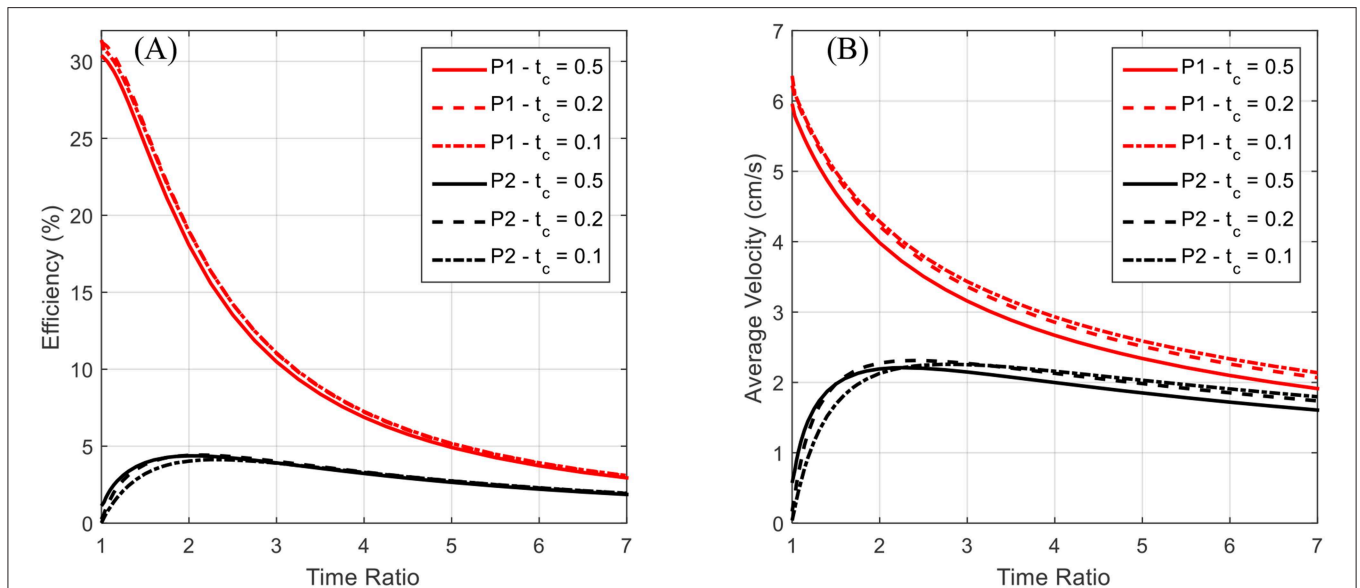 (A)
Efficiency (%)
30
25
20
15
10
5
0
1 2 3 4 5 6 7
Time Ratio
P1 - t_c = 0.5
P1 - t_c = 0.2
P1 - t_c = 0.1
P2 - t_c = 0.5
P2 - t_c = 0.2
P2 - t_c = 0.1
(B)
Average Velocity (cm/s)
7
6
5
4
3
2
1
0
1 2 3 4 5 6 7
Time Ratio
P1 - t_c = 0.5
P1 - t_c = 0.2
P1 - t_c = 0.1
P2 - t_c = 0.5
P2 - t_c = 0.2
P2 - t_c = 0.1